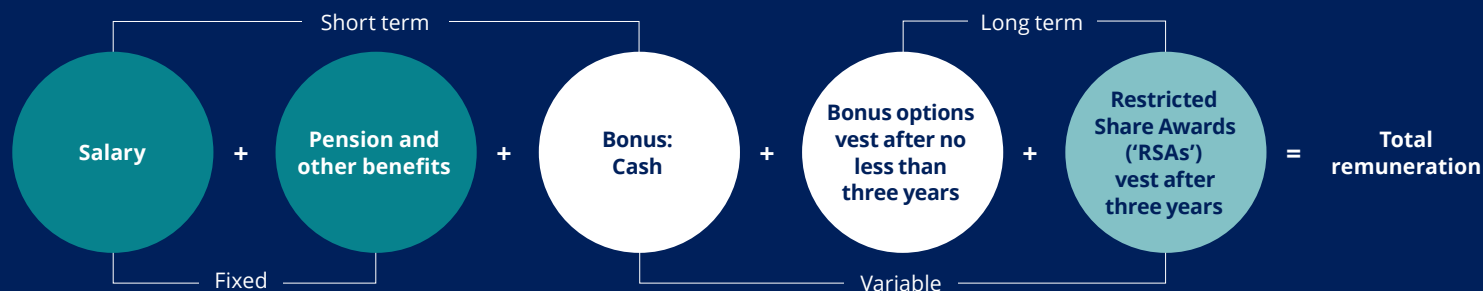 Short term
Long term
Salary
+
Pension and
other benefits
+
Bonus:
Cash
+
Bonus options
vest after no
less than
three years
+
Restricted
Share Awards
(‘RSAs’)
vest after
three years
=
Total
remuneration
Fixed
Variable